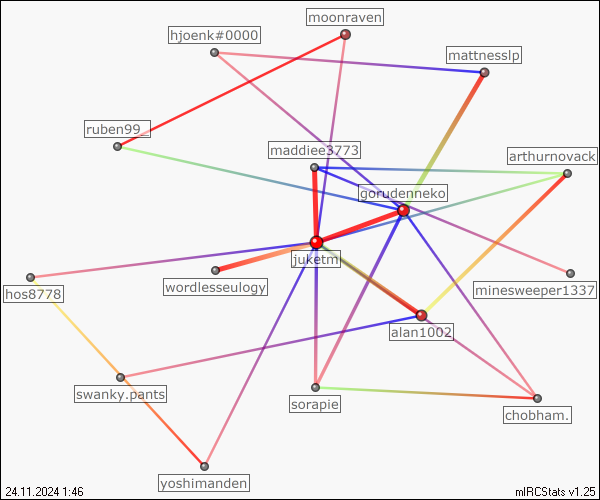 moonraven
hjoenk#0000
mattnesslp
ruben99_
maddiee3773
arthurnovack
gorudenneko
juketm
wordlesseulogy
minesweeper1337
hos8778
alan1002
swanky.pants
sorapie
chobham.
yoshimanden
24.11.2024 1:46
mIRCStats v1.25